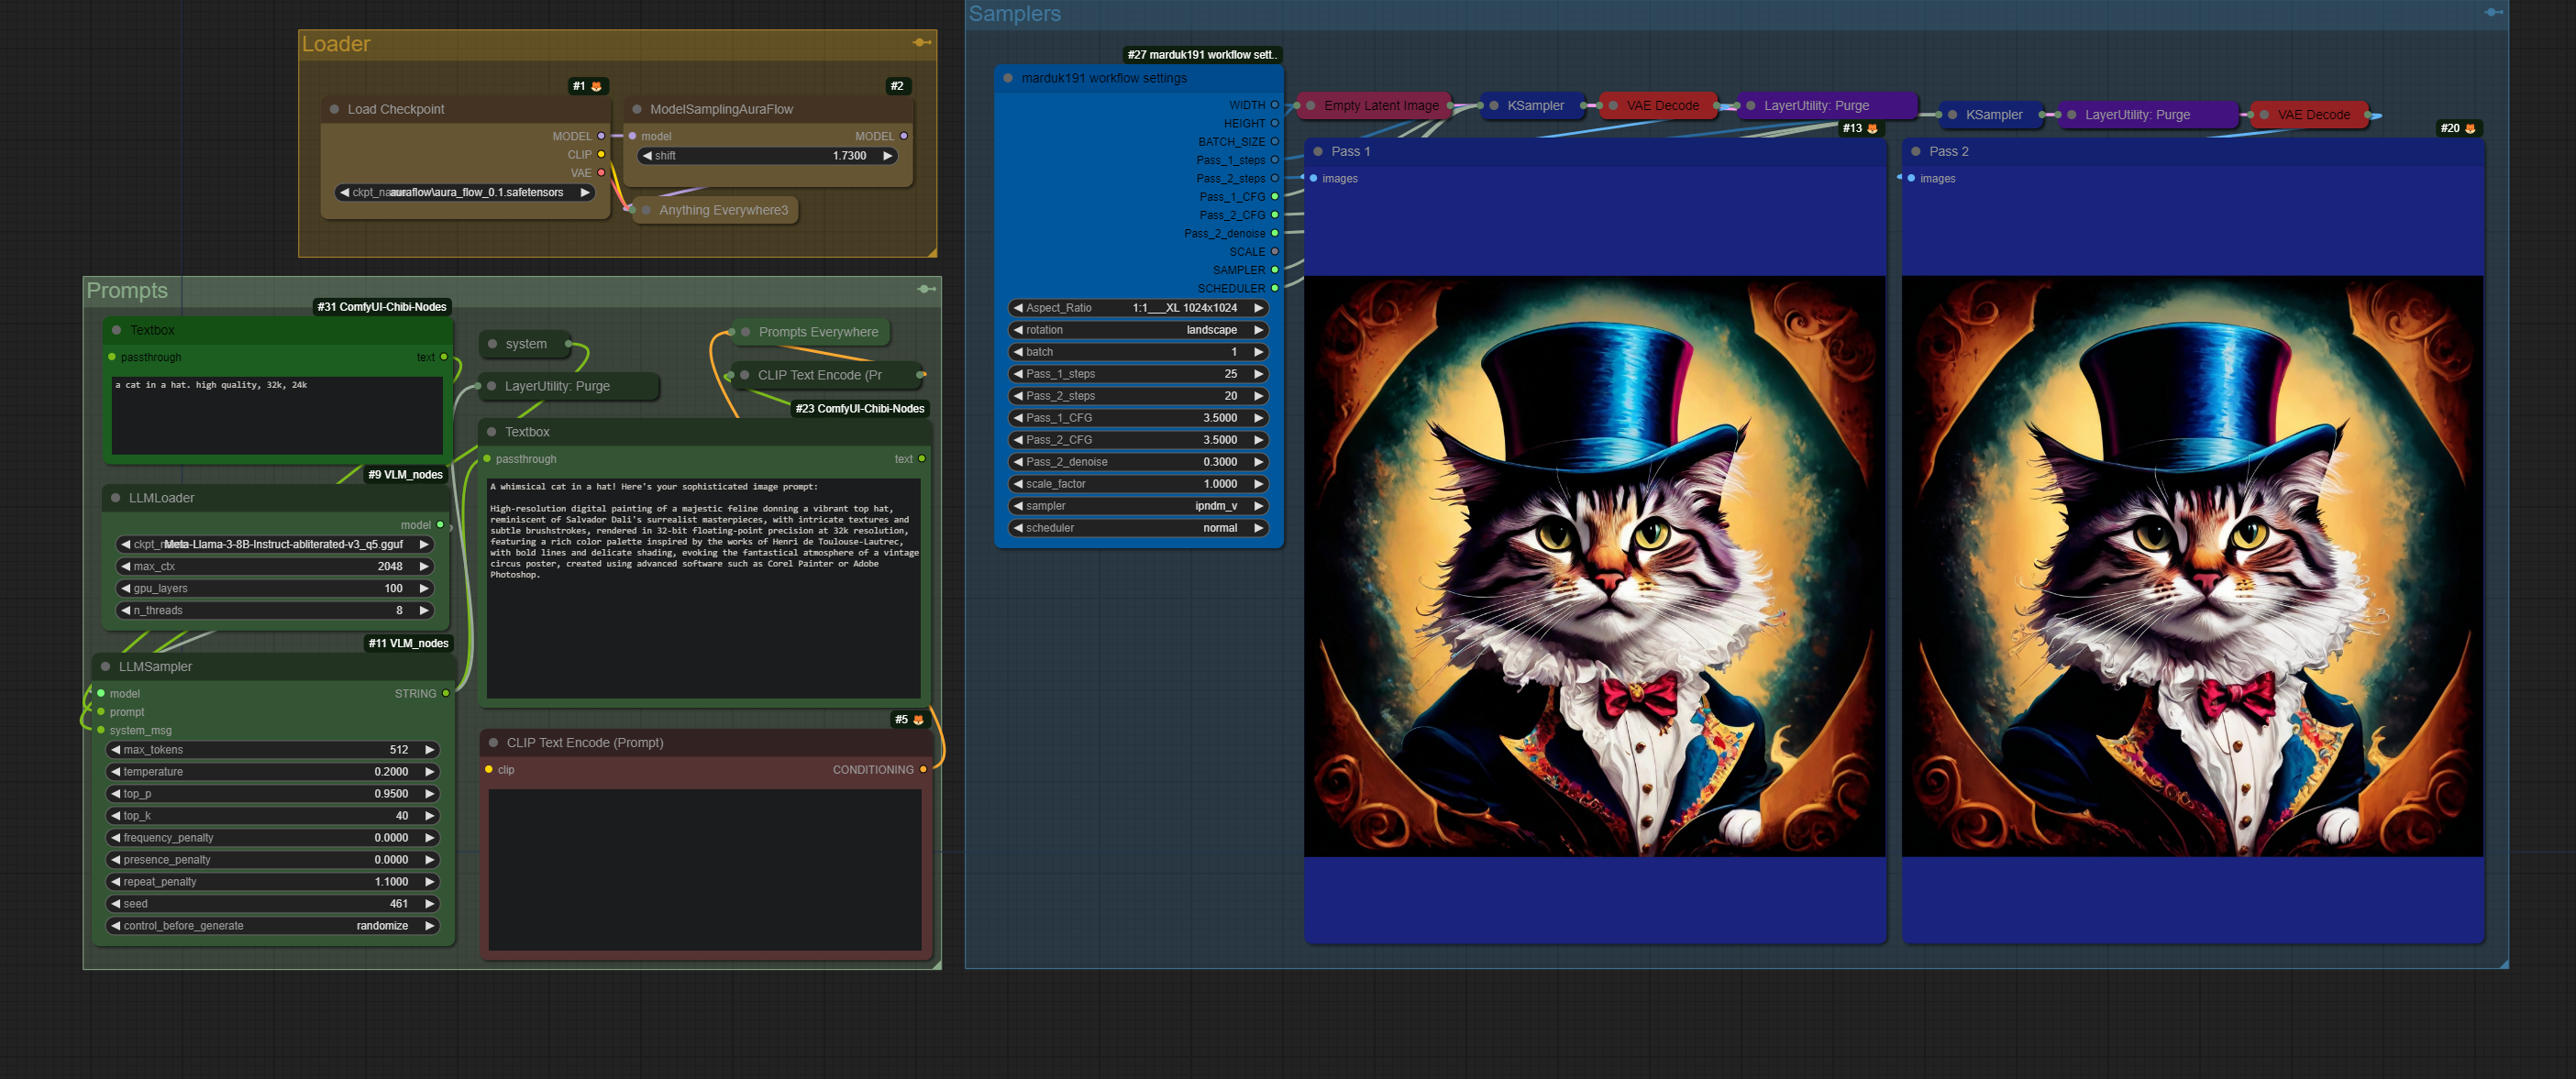 Loader
#1
Load Checkpoint
MODEL
CLIP
VAE
auraflow\aura_flow_0.1.safetensors
#2
ModelSamplingAuraFlow
model MODEL
shift 1.7300
Anything Everywhere3
Prompts
#31 ComfyUI-Chibi-Nodes
Textbox
passthrough text
a cat in a hat. high quality, 32k, 24k
system
LayerUtility: Purge
Prompts Everywhere
CLIP Text Encode (Pr
#9 VLM_nodes
LLMLoader
model
Meta-Llama-3-8B-Instruct-abliterated-v3_q5.gguf
max_ctx 2048
gpu_layers 100
n_threads 8
#11 VLM_nodes
LLMSampler
model STRING
prompt
system_msg
max_tokens 512
temperature 0.2000
top_p 0.9500
top_k 40
frequency_penalty 0.0000
presence_penalty 0.0000
repeat_penalty 1.1000
seed 461
control_before_generate randomize
#23 ComfyUI-Chibi-Nodes
Textbox
passthrough text
A whimsical cat in a hat! Here's your sophisticated image prompt:
High-resolution digital painting of a majestic feline donning a vibrant top hat,
reminiscent of Salvador Dali's surrealist masterpieces, with intricate textures and
subtle brushstrokes, rendered in 32-bit floating-point precision at 32k resolution,
featuring a rich color palette inspired by the works of Henri de Toulouse-Lautrec,
with bold lines and delicate shading, evoking the fantastical atmosphere of a vintage
circus poster, created using advanced software such as Corel Painter or Adobe
Photoshop.
#5
CLIP Text Encode (Prompt)
clip CONDITIONING
Samplers
#27 marduk191 workflow sett..
marduk191 workflow settings
WIDTH
HEIGHT
BATCH_SIZE
Pass_1_steps
Pass_2_steps
Pass_1_CFG
Pass_2_CFG
Pass_2_denoise
SCALE
SAMPLER
SCHEDULER
Aspect_Ratio 1:1___XL 1024x1024
rotation landscape
batch 1
Pass_1_steps 25
Pass_2_steps 20
Pass_1_CFG 3.5000
Pass_2_CFG 3.5000
Pass_2_denoise 0.3000
scale_factor 1.0000
sampler ipndm_v
scheduler normal
Empty Latent Image
KSampler
VAE Decode
LayerUtility: Purge
KSampler
LayerUtility: Purge
VAE Decode
#13
Pass 1
images
#20
Pass 2
images